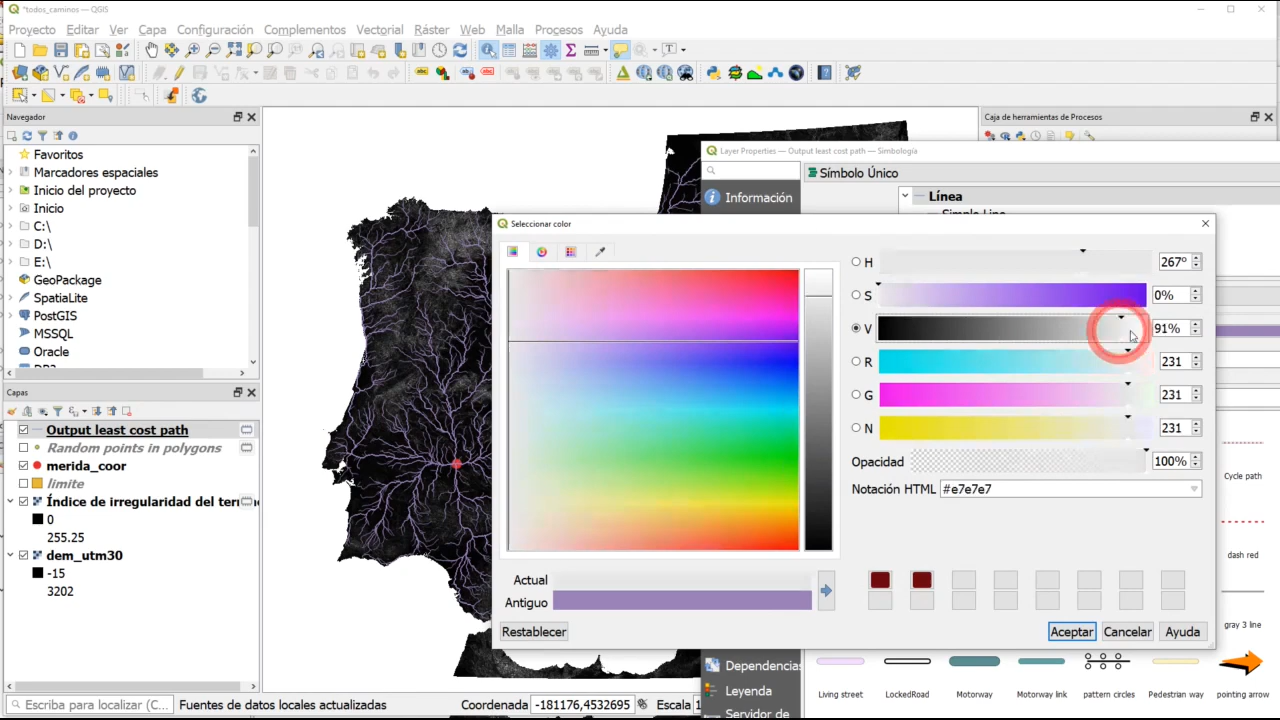 *todos_caminos — QGIS
Proyecto Editar Ver Capa Configuración Complementos Vectorial Ráster Web Malla Procesos Ayuda
Navegador
Favoritos
Marcadores espaciales
Inicio del proyecto
Inicio
C:\
D:\
E:\
GeoPackage
SpatiaLite
PostGIS
MSSQL
Oracle
Capas
Output least cost path
Random points in polygons
merida_coor
limite
Índice de irregularidad del terr
0
255.25
dem_utm30
-15
3202
Caja de herramientas de Procesos
Layer Properties — Output least cost path — Simbología
Información
Símbolo Único
Línea
Simple Line
Seleccionar color
H 267°
S 0%
V 91%
R 231
G 231
N 231
Opacidad 100%
Notación HTML #e7e7e7
Actual
Antiguo
Restablecer
Aceptar Cancelar Ayuda
Cycle path
dash red
gray 3 line
Dependencias
Leyenda
Servidor de
Living street LockedRoad Motorway Motorway link pattern circles Pedestrian way pointing arrow
Escribe para localizar (C... Fuentes de datos locales actualizadas Coordenada -181176,4532695 Escala 1